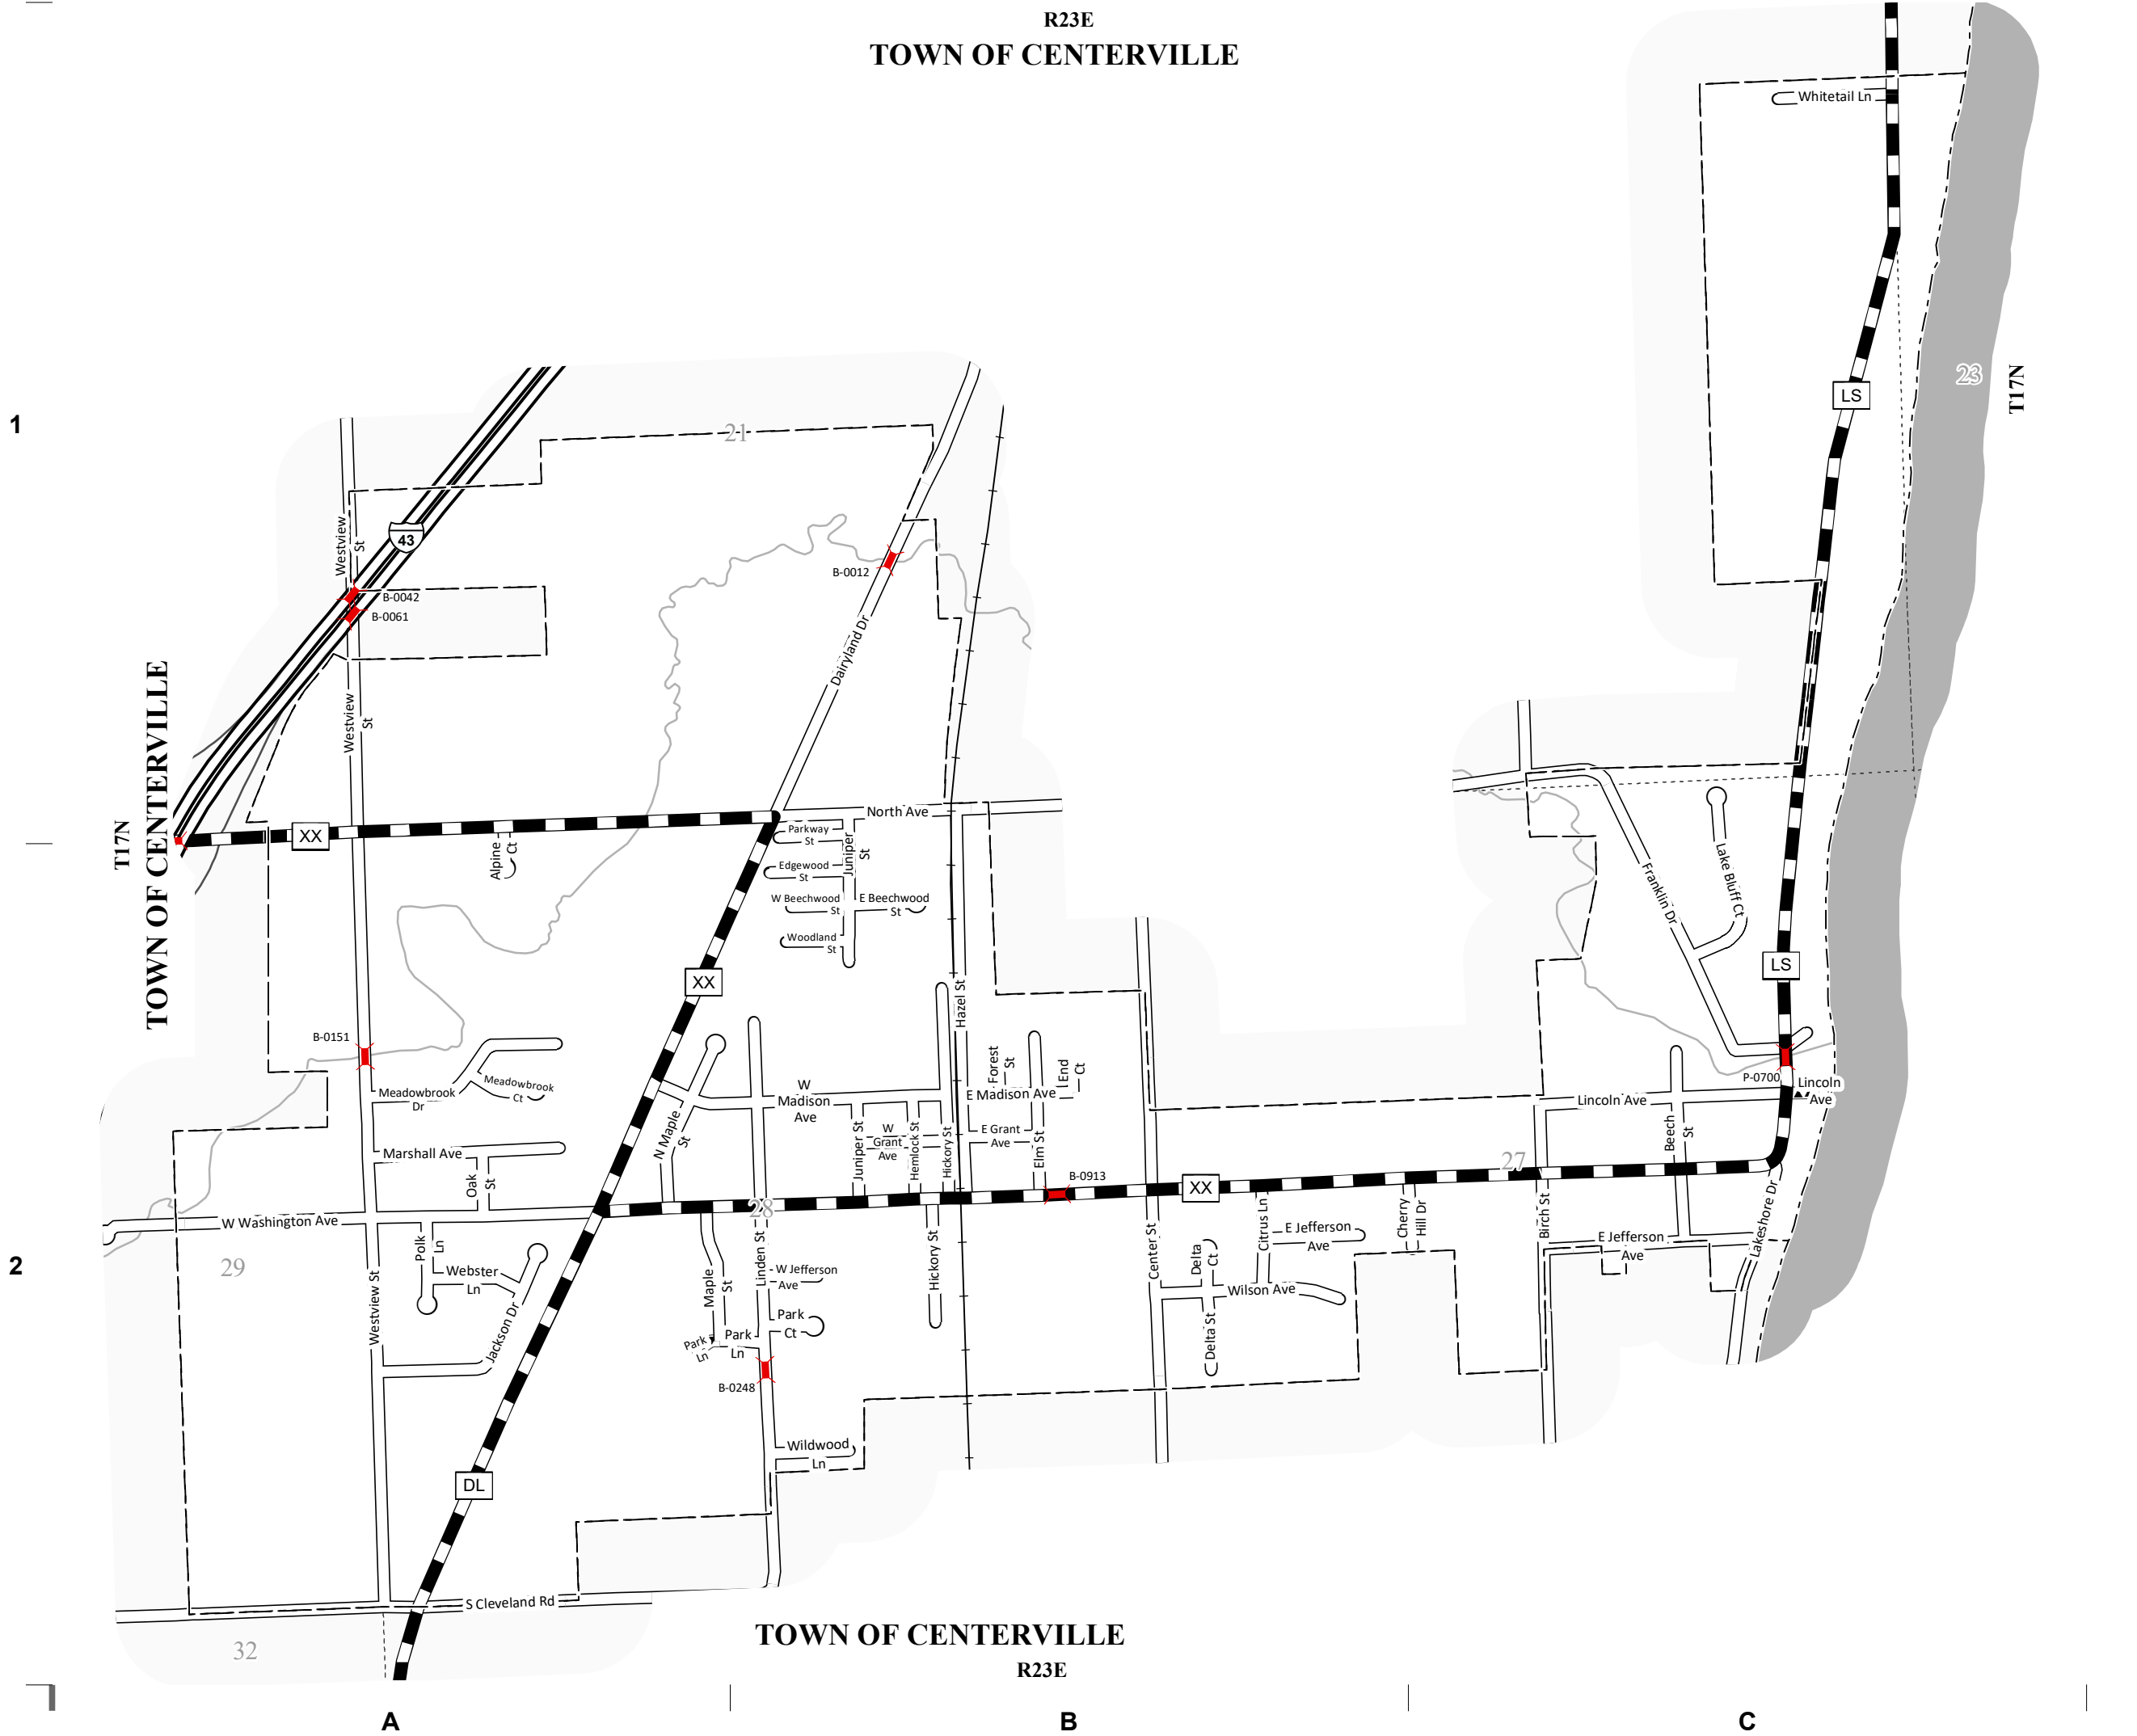 R23E
TOWN OF CENTERVILLE
Whitetail Ln
23
T17N
LS
1
21
43
Westview
St
B-0042
B-0061
B-0012
Dairyland Dr
Westview
St
TOWN OF CENTERVILLE
T17N
XX
North Ave
Parkway
St
Juniper
St
Alpine
Ct
Edgewood
St
W Beechwood
St
E Beechwood
St
Woodland
St
Franklin Dr
Lake Bluff Ct
LS
XX
Hazel St
B-0151
Meadowbrook
Dr
Meadowbrook
Ct
W
Madison
Ave
Forest
St
End
Ct
E Madison Ave
P-0700
Lincoln
Ave
Lincoln Ave
Beech
St
N Maple
St
Marshall Ave
Oak
St
Juniper St
W
Grant
Ave
Hemlock St
Hickory St
E Grant
Ave
Elm St
B-0913
XX
27
28
W Washington Ave
Polk
Ln
Webster
Ln
Westview St
Jackson Dr
Maple
St
Linden St
W Jefferson
Ave
Park
Ct
Park
Ln
Park
Ln
B-0248
Hickory St
Center St
Delta
Ct
Citrus Ln
E Jefferson
Ave
Wilson Ave
Delta St
Cherry
Hill Dr
Birch St
E Jefferson
Ave
Lakeshore Dr
2
29
Wildwood
Ln
DL
S Cleveland Rd
32
TOWN OF CENTERVILLE
R23E
A
B
C